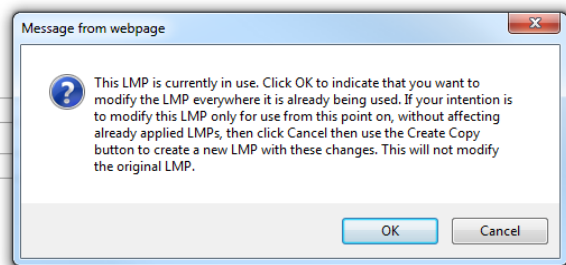 Message from webpage
This LMP is currently in use. Click OK to indicate that you want to
modify the LMP everywhere it is already being used. If your intention is
to modify this LMP only for use from this point on, without affecting
already applied LMPs, then click Cancel then use the Create Copy
button to create a new LMP with these changes. This will not modify
the original LMP.
OK
Cancel